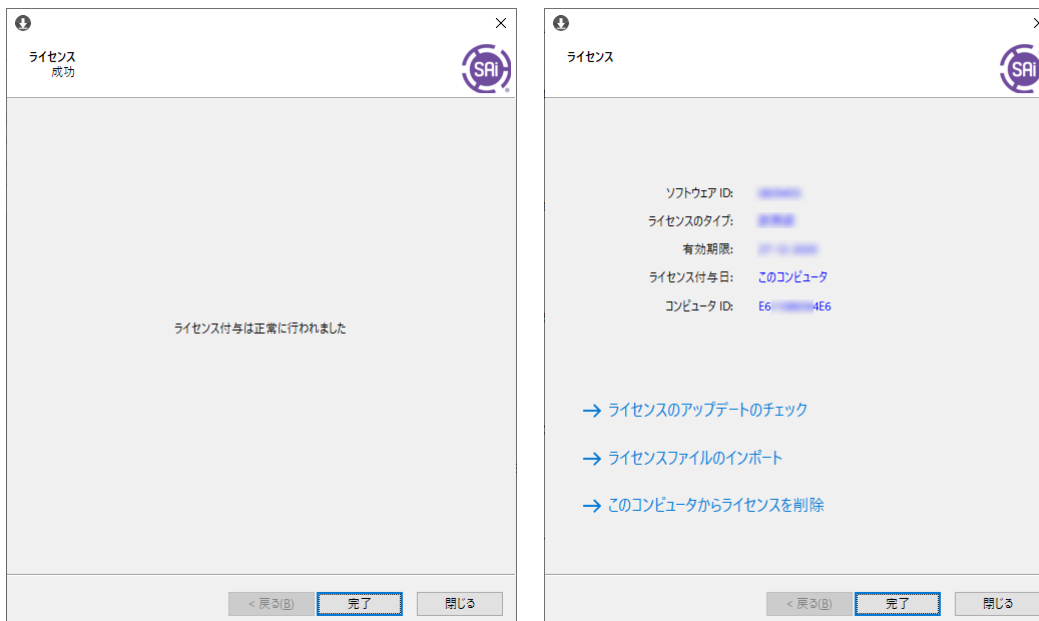 ライセンス
成功
SAi
ライセンス付与は正常に行われました
< 戻る(B)
完了
閉じる
ライセンス
SAi
ソフトウェア ID:
ライセンスのタイプ:
有効期限:
ライセンス付与日: このコンピュータ
コンピュータ ID: E6 4E6
→ ライセンスのアップデートのチェック
→ ライセンスファイルのインポート
→ このコンピュータからライセンスを削除
< 戻る(B)
完了
閉じる